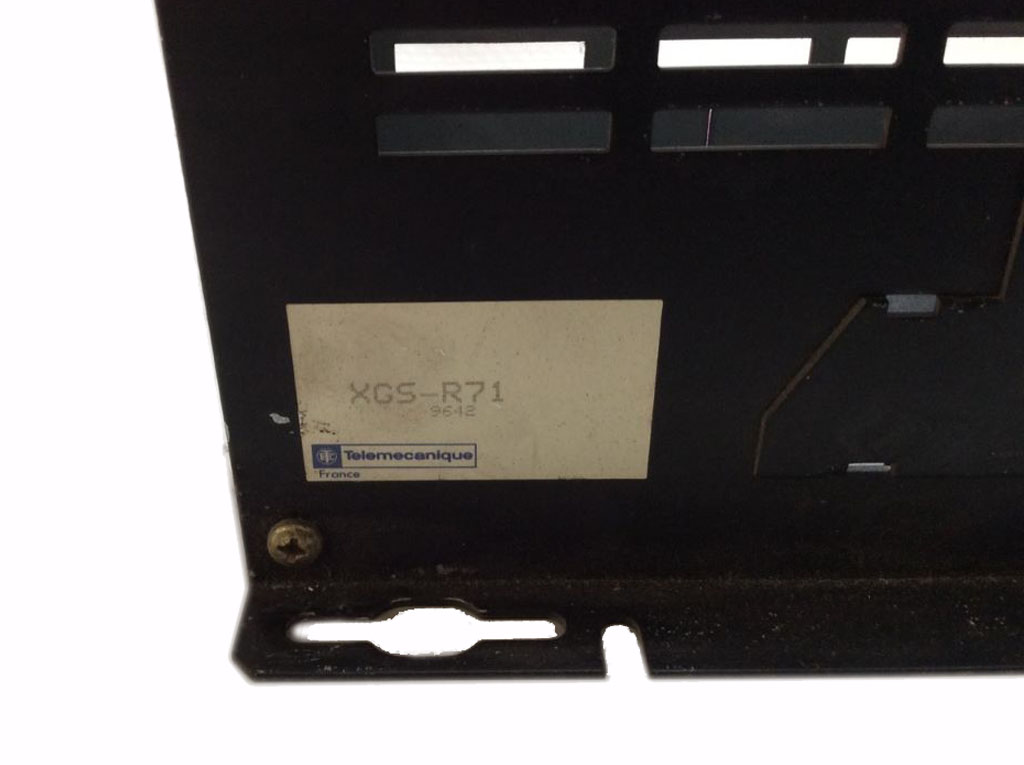 XGS-R71
9642
Telemecanique
France